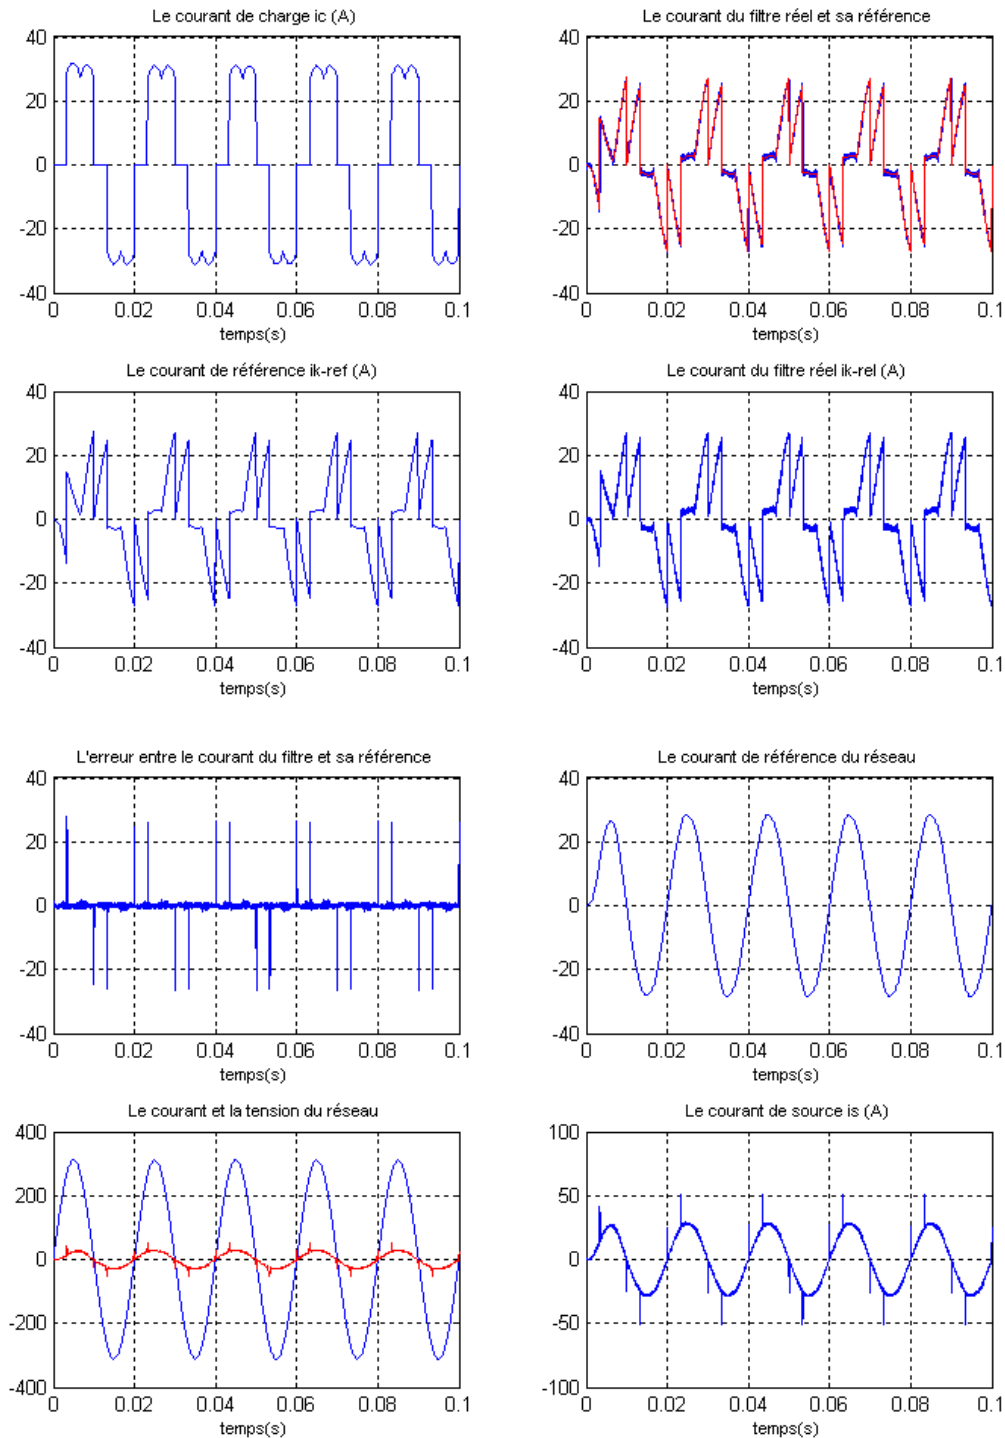 Le courant de charge ic (A)
40
20
0
-20
-40
0 0.02 0.04 0.06 0.08 0.1
temps(s)
Le courant du filtre réel et sa référence
40
20
0
-20
-40
0 0.02 0.04 0.06 0.08 0.1
temps(s)
Le courant de référence ik-ref (A)
40
20
0
-20
-40
0 0.02 0.04 0.06 0.08 0.1
temps(s)
Le courant du filtre réel ik-rel (A)
40
20
0
-20
-40
0 0.02 0.04 0.06 0.08 0.1
temps(s)
L'erreur entre le courant du filtre et sa référence
40
20
0
-20
-40
0 0.02 0.04 0.06 0.08 0.1
temps(s)
Le courant de référence du réseau
40
20
0
-20
-40
0 0.02 0.04 0.06 0.08 0.1
temps(s)
Le courant et la tension du réseau
400
200
0
-200
-400
0 0.02 0.04 0.06 0.08 0.1
temps(s)
Le courant de source is (A)
100
50
0
-50
-100
0 0.02 0.04 0.06 0.08 0.1
temps(s)